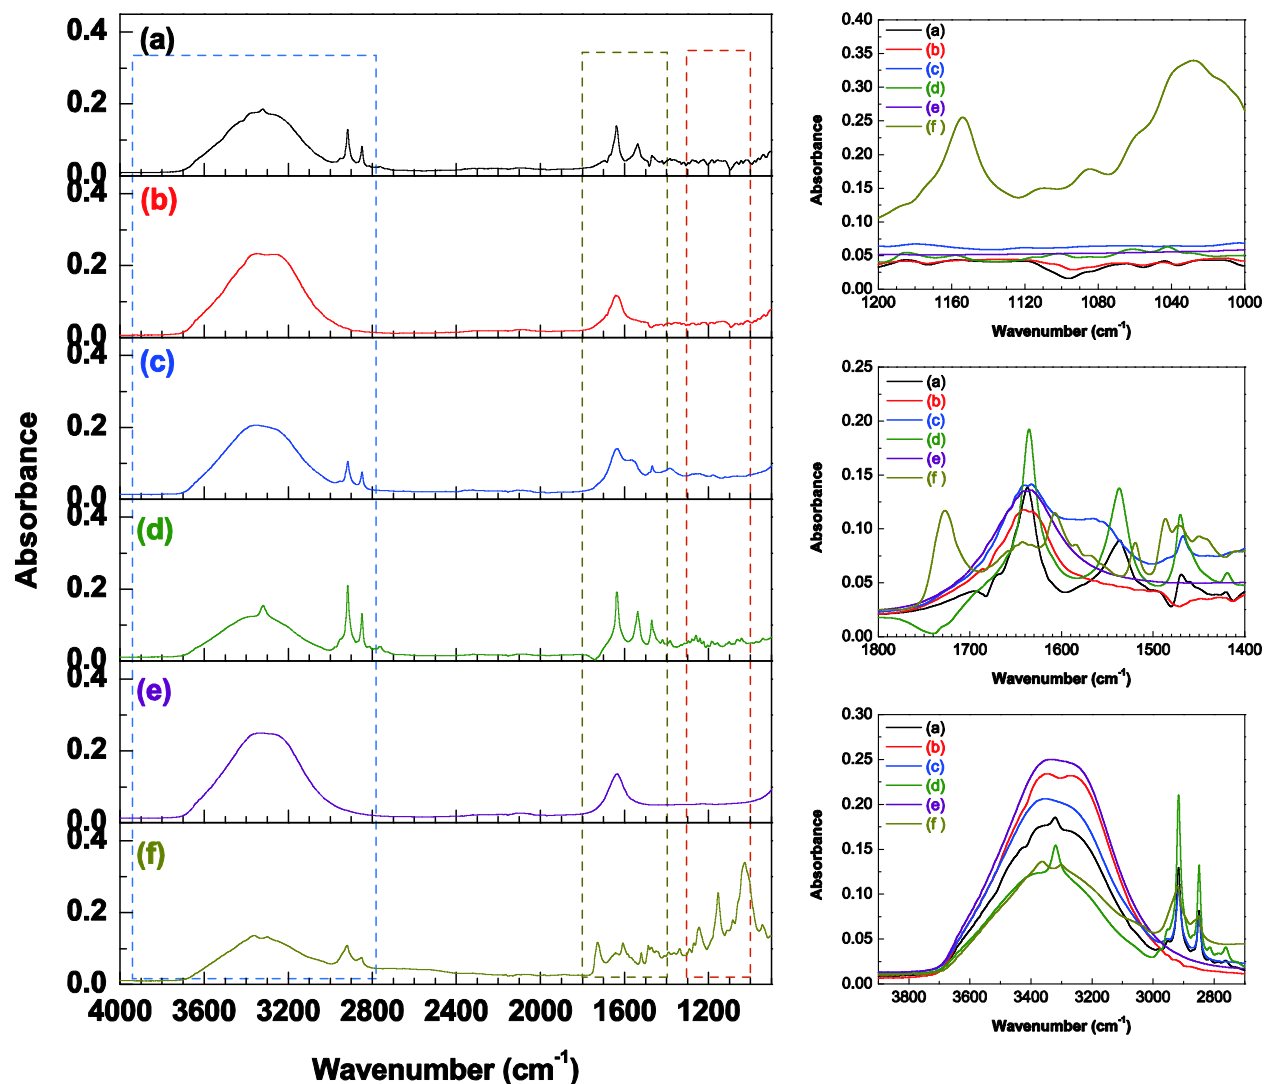 0.4
(a)
0.2
0.0
0.4
(b)
0.2
0.0
0.4
(c)
0.2
0.0
0.4
(d)
0.2
0.0
0.4
(e)
0.2
0.0
0.4
(f)
0.2
0.0
4000 3600 3200 2800 2400 2000 1600 1200
Absorbance
Wavenumber (cm⁻¹)
0.40
0.35
0.30
0.25
0.20
0.15
0.10
0.05
0.00
(a)
(b)
(c)
(d)
(e)
(f )
1200 1160 1120 1080 1040 1000
Absorbance
Wavenumber (cm⁻¹)
0.25
0.20
0.15
0.10
0.05
0.00
(a)
(b)
(c)
(d)
(e)
(f )
1800 1700 1600 1500 1400
Absorbance
Wavenumber (cm⁻¹)
0.30
0.25
0.20
0.15
0.10
0.05
0.00
(a)
(b)
(c)
(d)
(e)
(f )
3800 3600 3400 3200 3000 2800
Absorbance
Wavenumber (cm⁻¹)